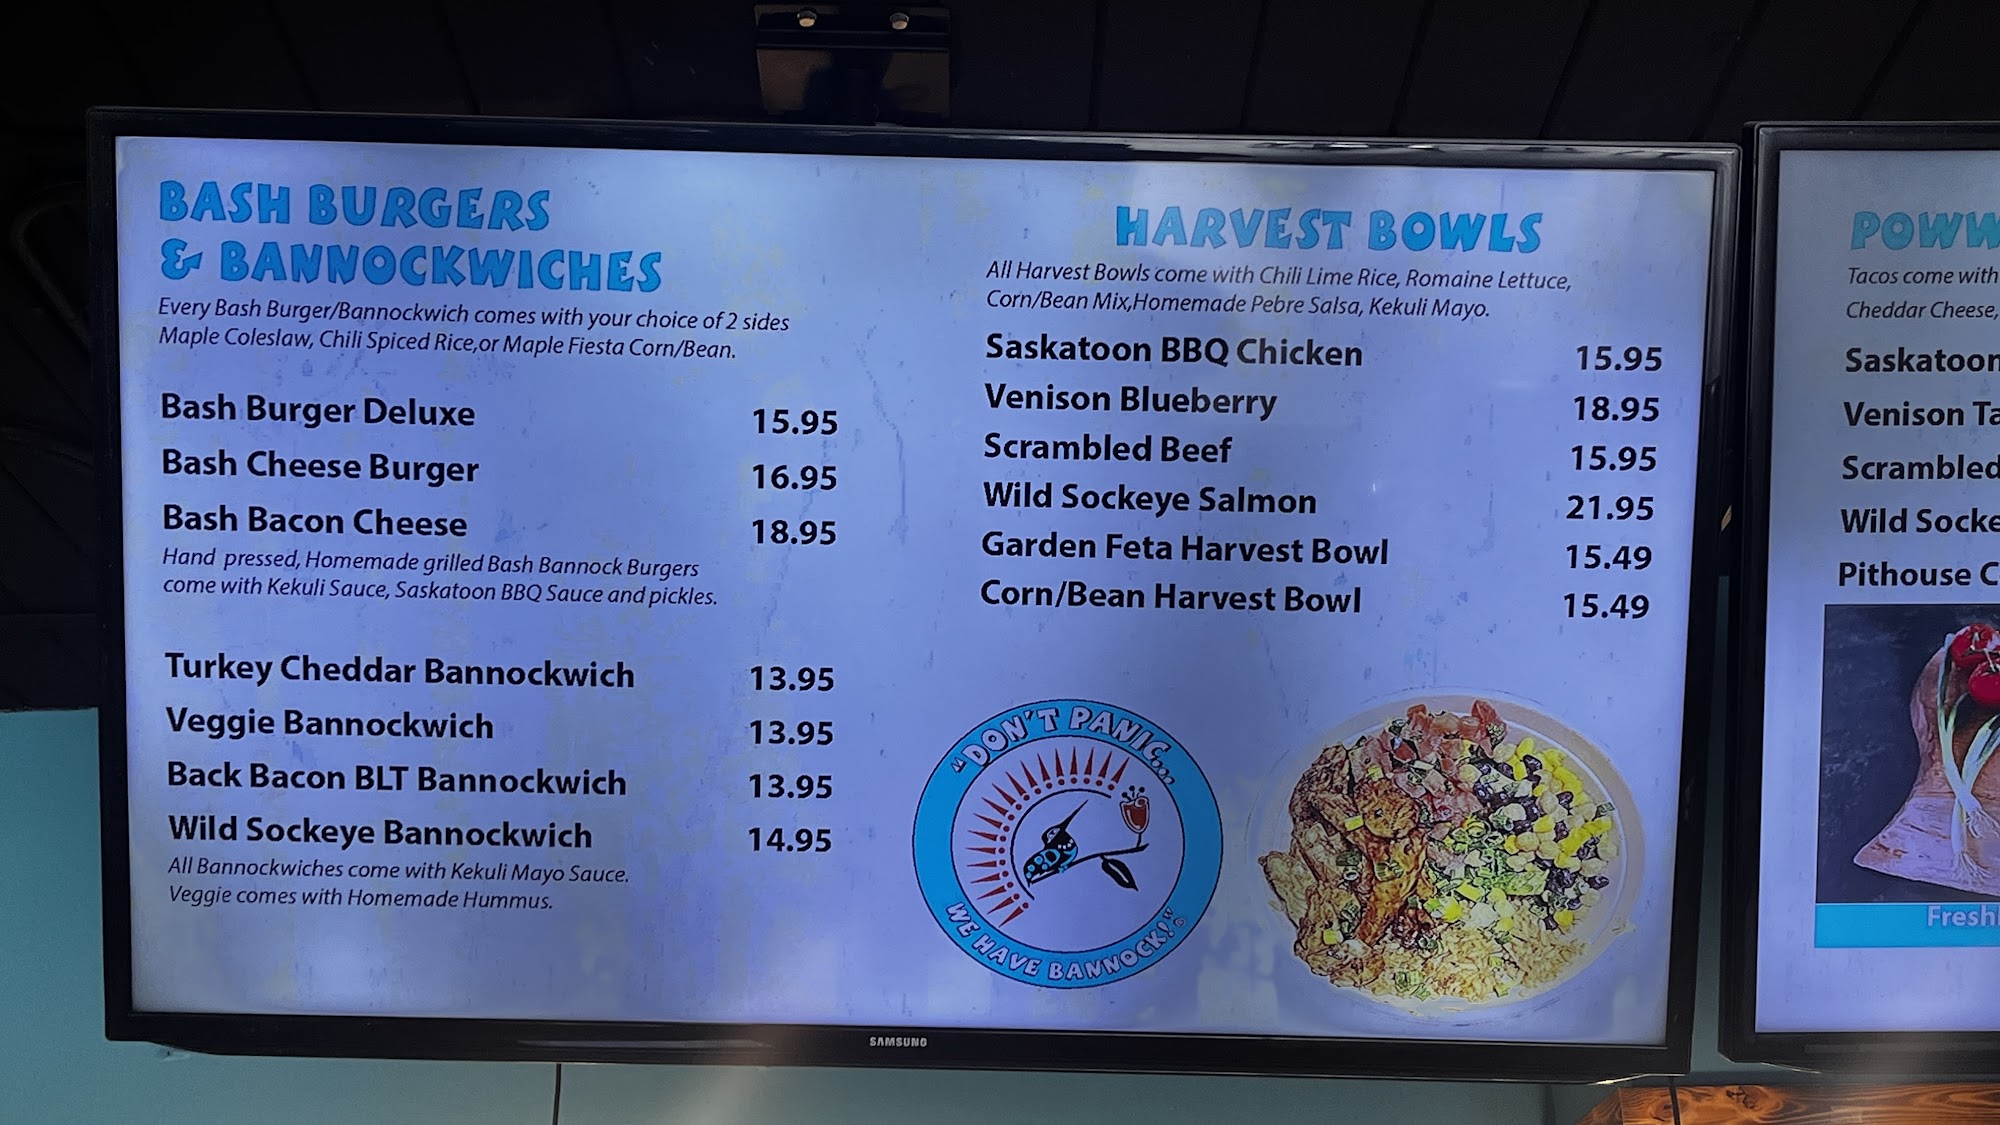 BASH BURGERS
& BANNOCKWICHES
Every Bash Burger/Bannockwich comes with your choice of 2 sides
Maple Coleslaw, Chili Spiced Rice,or Maple Fiesta Corn/Bean.
Bash Burger Deluxe 15.95
Bash Cheese Burger 16.95
Bash Bacon Cheese 18.95
Hand pressed, Homemade grilled Bash Bannock Burgers
come with Kekuli Sauce, Saskatoon BBQ Sauce and pickles.
Turkey Cheddar Bannockwich 13.95
Veggie Bannockwich 13.95
Back Bacon BLT Bannockwich 13.95
Wild Sockeye Bannockwich 14.95
All Bannockwiches come with Kekuli Mayo Sauce.
Veggie comes with Homemade Hummus.
HARVEST BOWLS
All Harvest Bowls come with Chili Lime Rice, Romaine Lettuce,
Corn/Bean Mix,Homemade Pebre Salsa, Kekuli Mayo.
Saskatoon BBQ Chicken 15.95
Venison Blueberry 18.95
Scrambled Beef 15.95
Wild Sockeye Salmon 21.95
Garden Feta Harvest Bowl 15.49
Corn/Bean Harvest Bowl 15.49
"DON'T PANIC...
WE HAVE BANNOCK!"
SAMSUNG
Tacos come with
Cheddar Cheese,
Saskatoon
Venison
Scrambled
Wild
Pithouse